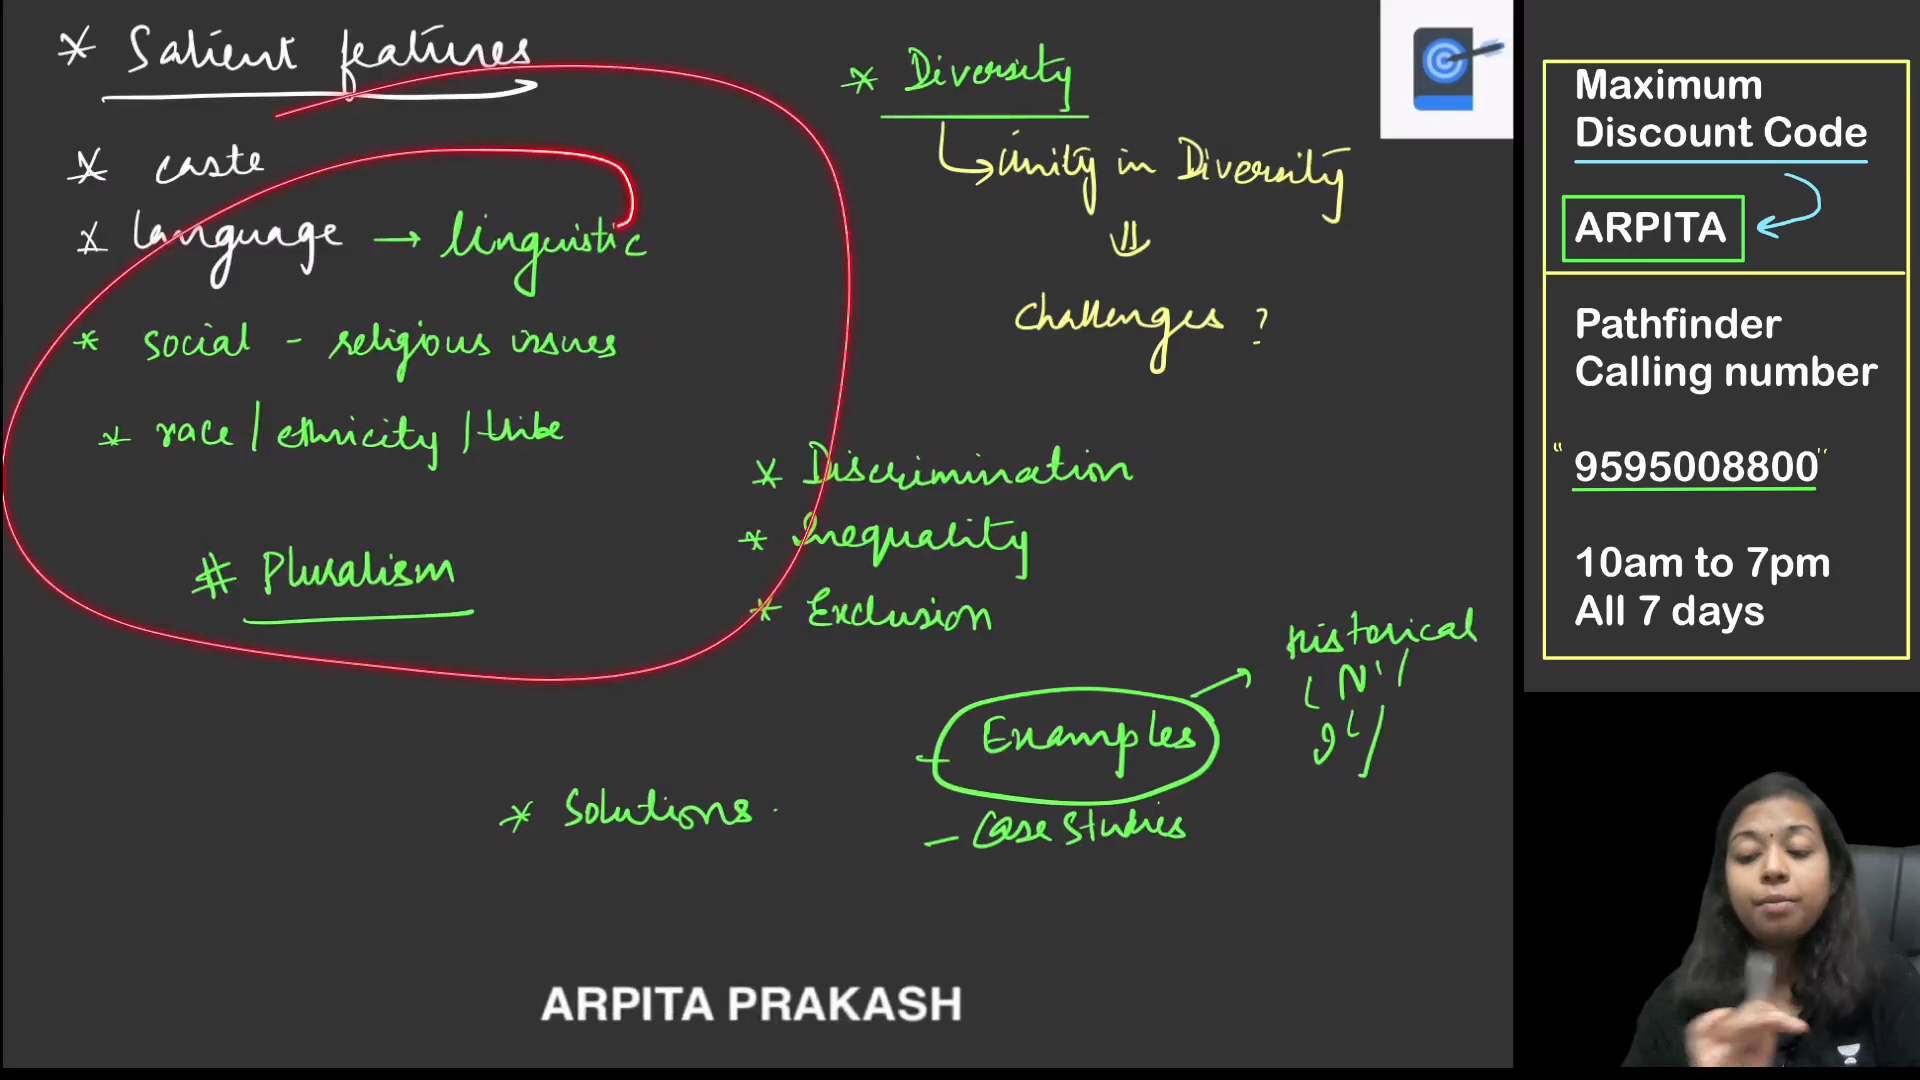 * Salient features
* caste
* language → linguistic
* social - religious issues
* race / ethnicity / tribe
# Pluralism
* Diversity
↳ unity in Diversity
⇓
Challenges ?
* Discrimination
* Inequality
* Exclusion
Historical
- Examples
- Case Studies
* Solutions
ARPITA PRAKASH
Maximum
Discount Code
ARPITA
Pathfinder
Calling number
"9595008800"
10am to 7pm
All 7 days